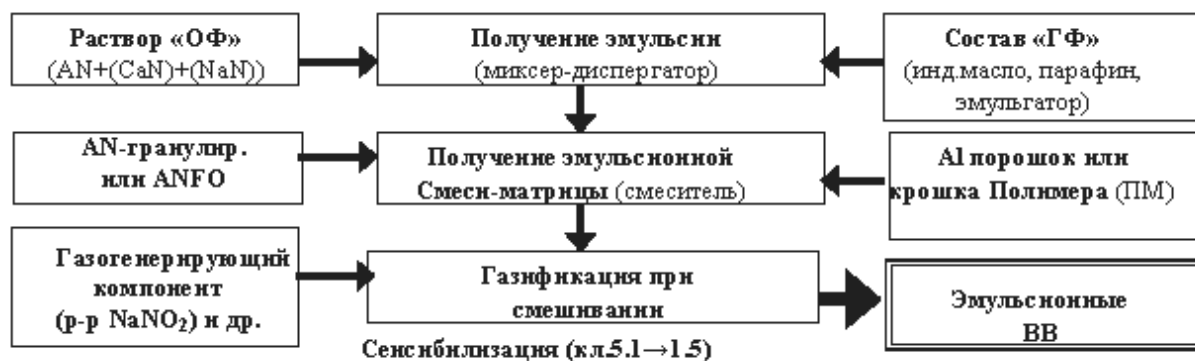 Раствор «ОФ»
(AN+(CaN)+(NaN))
Получение эмульсии
(миксер-диспергатор)
Состав «ГФ»
(инд.масло, парафин,
эмульгатор)
AN-гранулир.
или ANFO
Получение эмульсионной
Смеси-матрицы (смеситель)
Al порошок или
крошка Полимера (ПМ)
Газогенерирующий
компонент
(р-р NaNO₂) и др.
Газификация при
смешивании
Эмульсионные
ВВ
Сенсибилизация (кл.5.1→1.5)